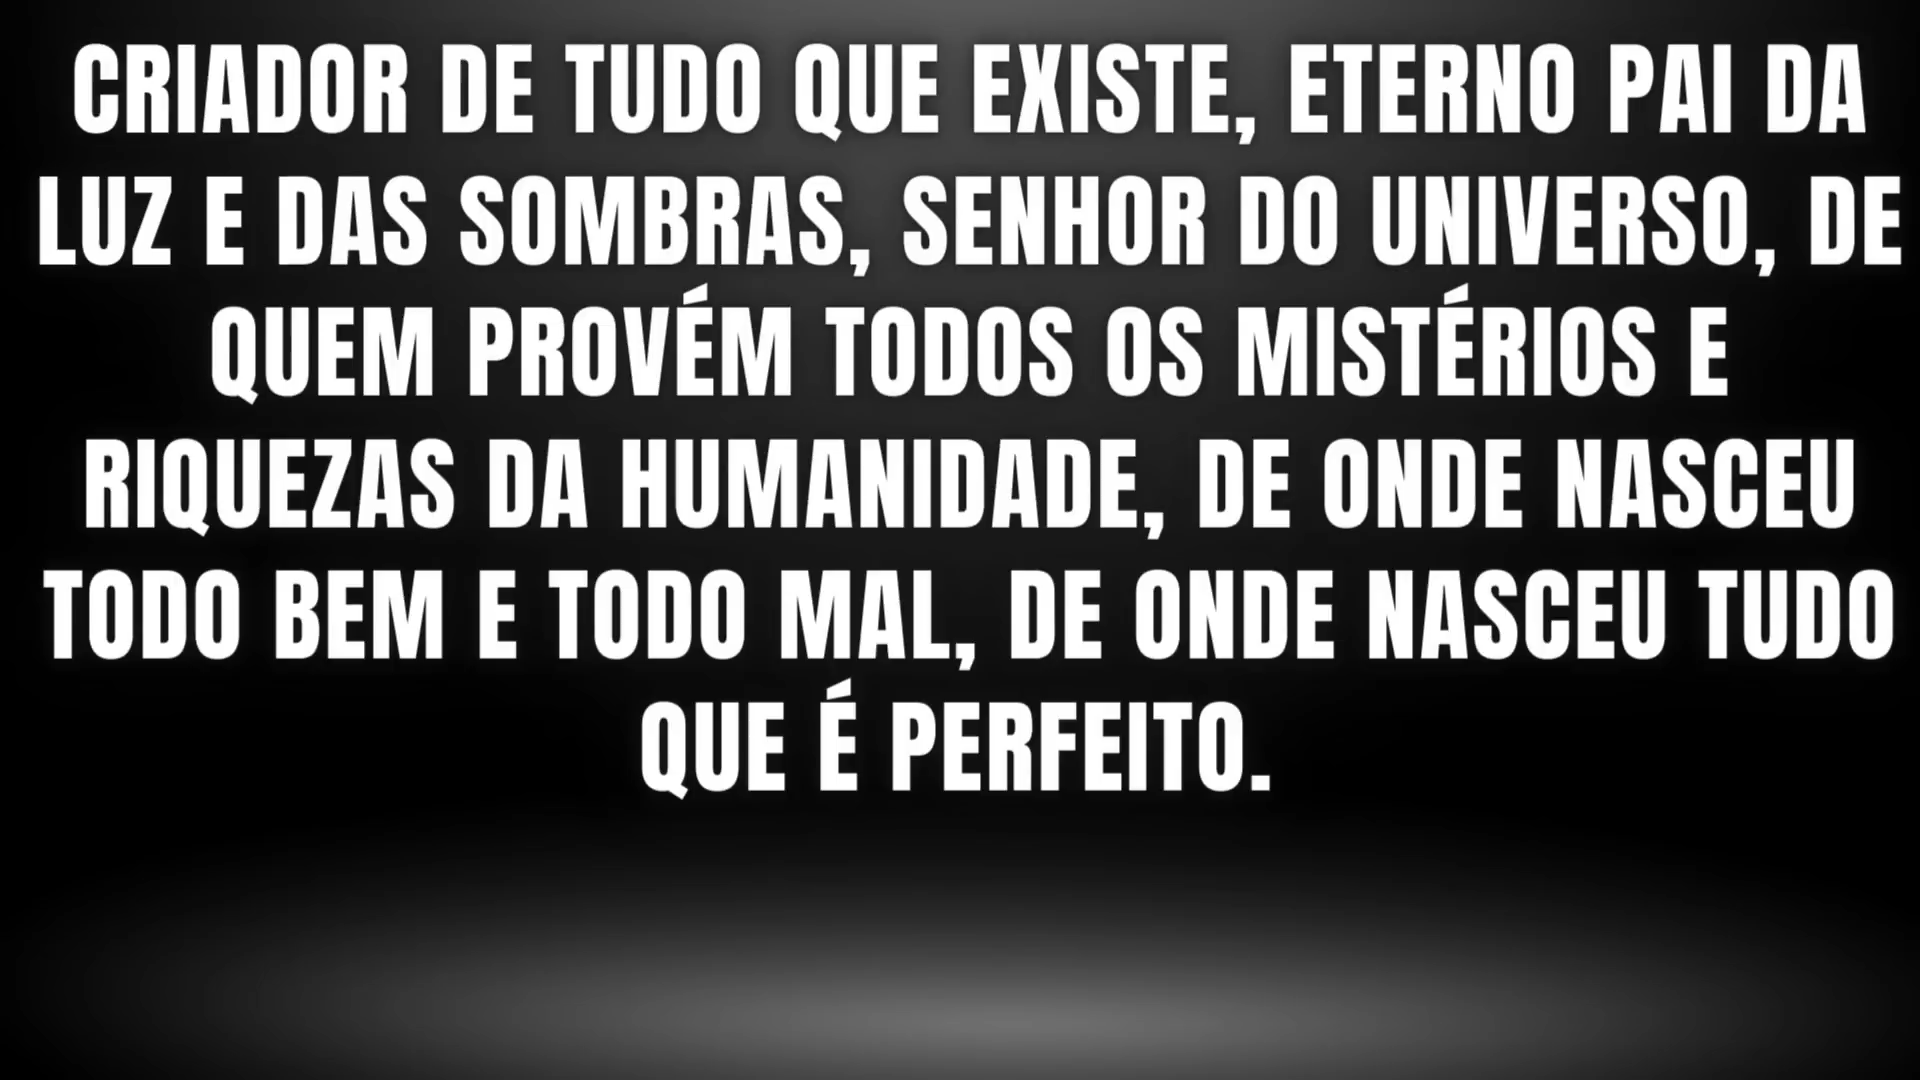 CRIADOR DE TUDO QUE EXISTE, ETERNO PAI DA
LUZ E DAS SOMBRAS, SENHOR DO UNIVERSO, DE
QUEM PROVÉM TODOS OS MISTÉRIOS E
RIQUEZAS DA HUMANIDADE, DE ONDE NASCEU
TODO BEM E TODO MAL, DE ONDE NASCEU TUDO
QUE É PERFEITO.